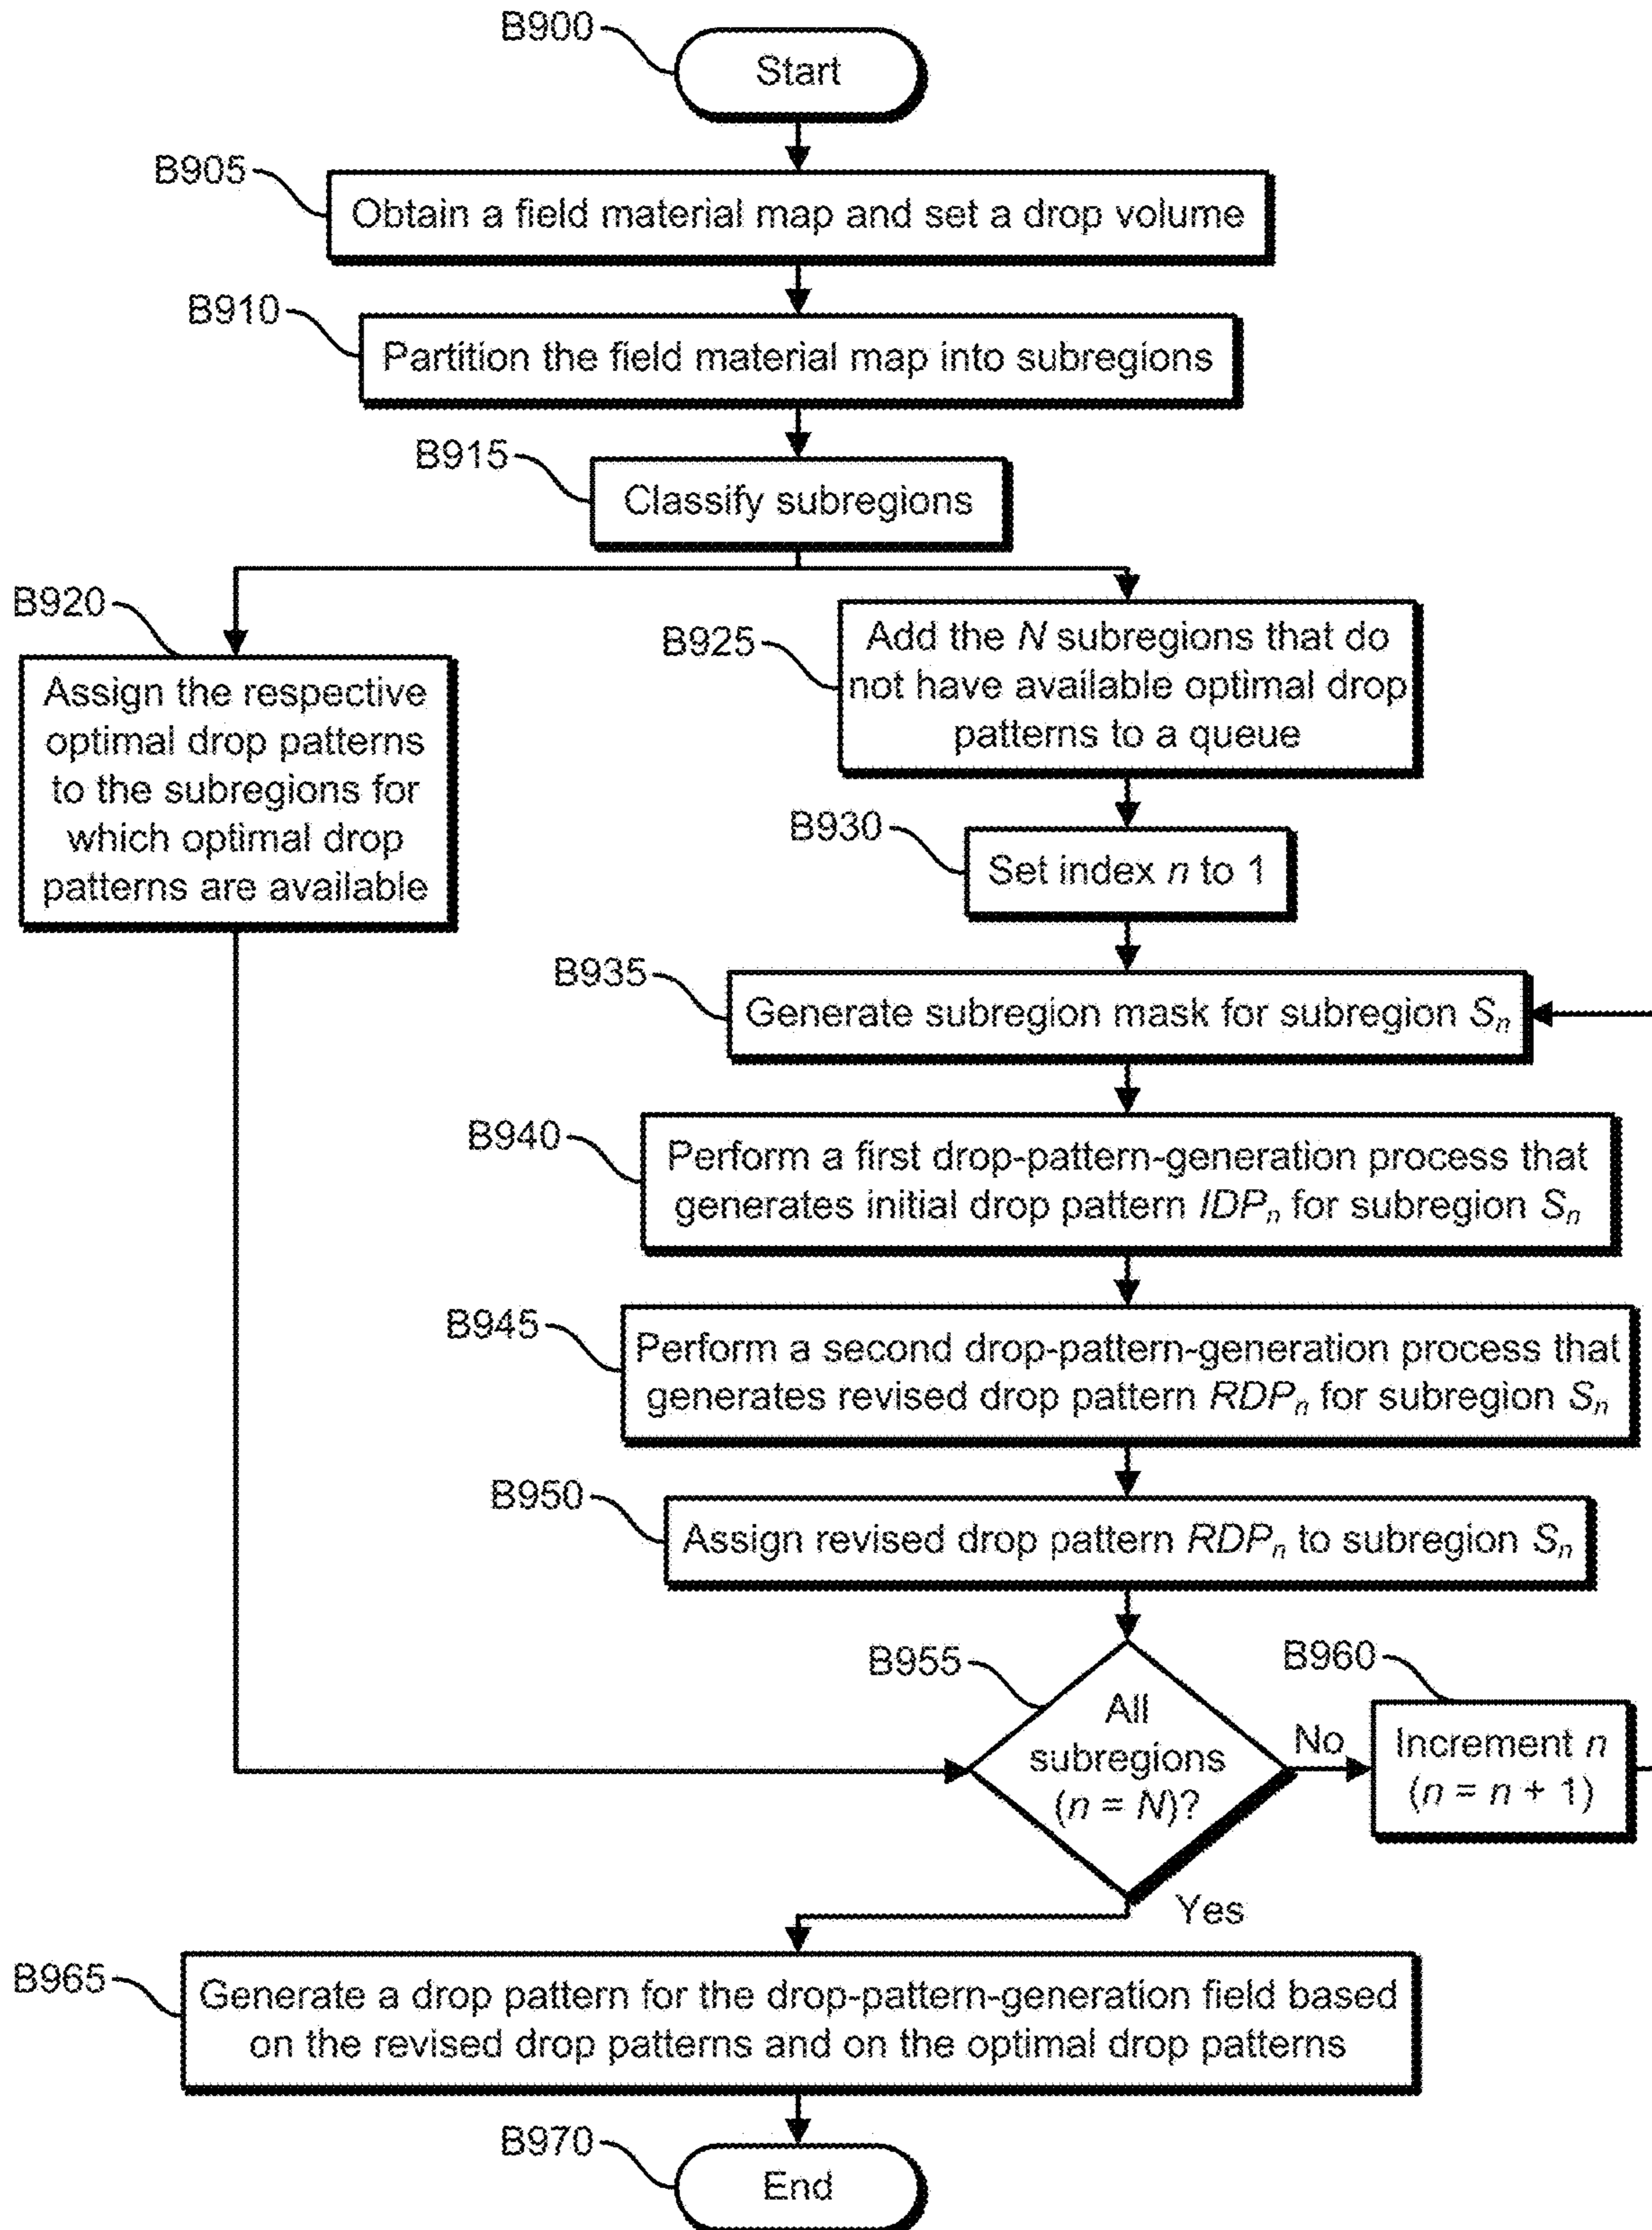 B900
Start
B905
Obtain a field material map and set a drop volume
B910
Partition the field material map into subregions
B915
Classify subregions
B920
Assign the respective
optimal drop patterns
to the subregions for
which optimal drop
patterns are available
B925
Add the N subregions that do
not have available optimal drop
patterns to a queue
B930
Set index n to 1
B935
Generate subregion mask for subregion Sn
B940
Perform a first drop-pattern-generation process that
generates initial drop pattern IDPn for subregion Sn
B945
Perform a second drop-pattern-generation process that
generates revised drop pattern RDPn for subregion Sn
B950
Assign revised drop pattern RDPn to subregion Sn
B955
All
subregions
(n = N)?
No
B960
Increment n
(n = n + 1)
Yes
B965
Generate a drop pattern for the drop-pattern-generation field based
on the revised drop patterns and on the optimal drop patterns
B970
End